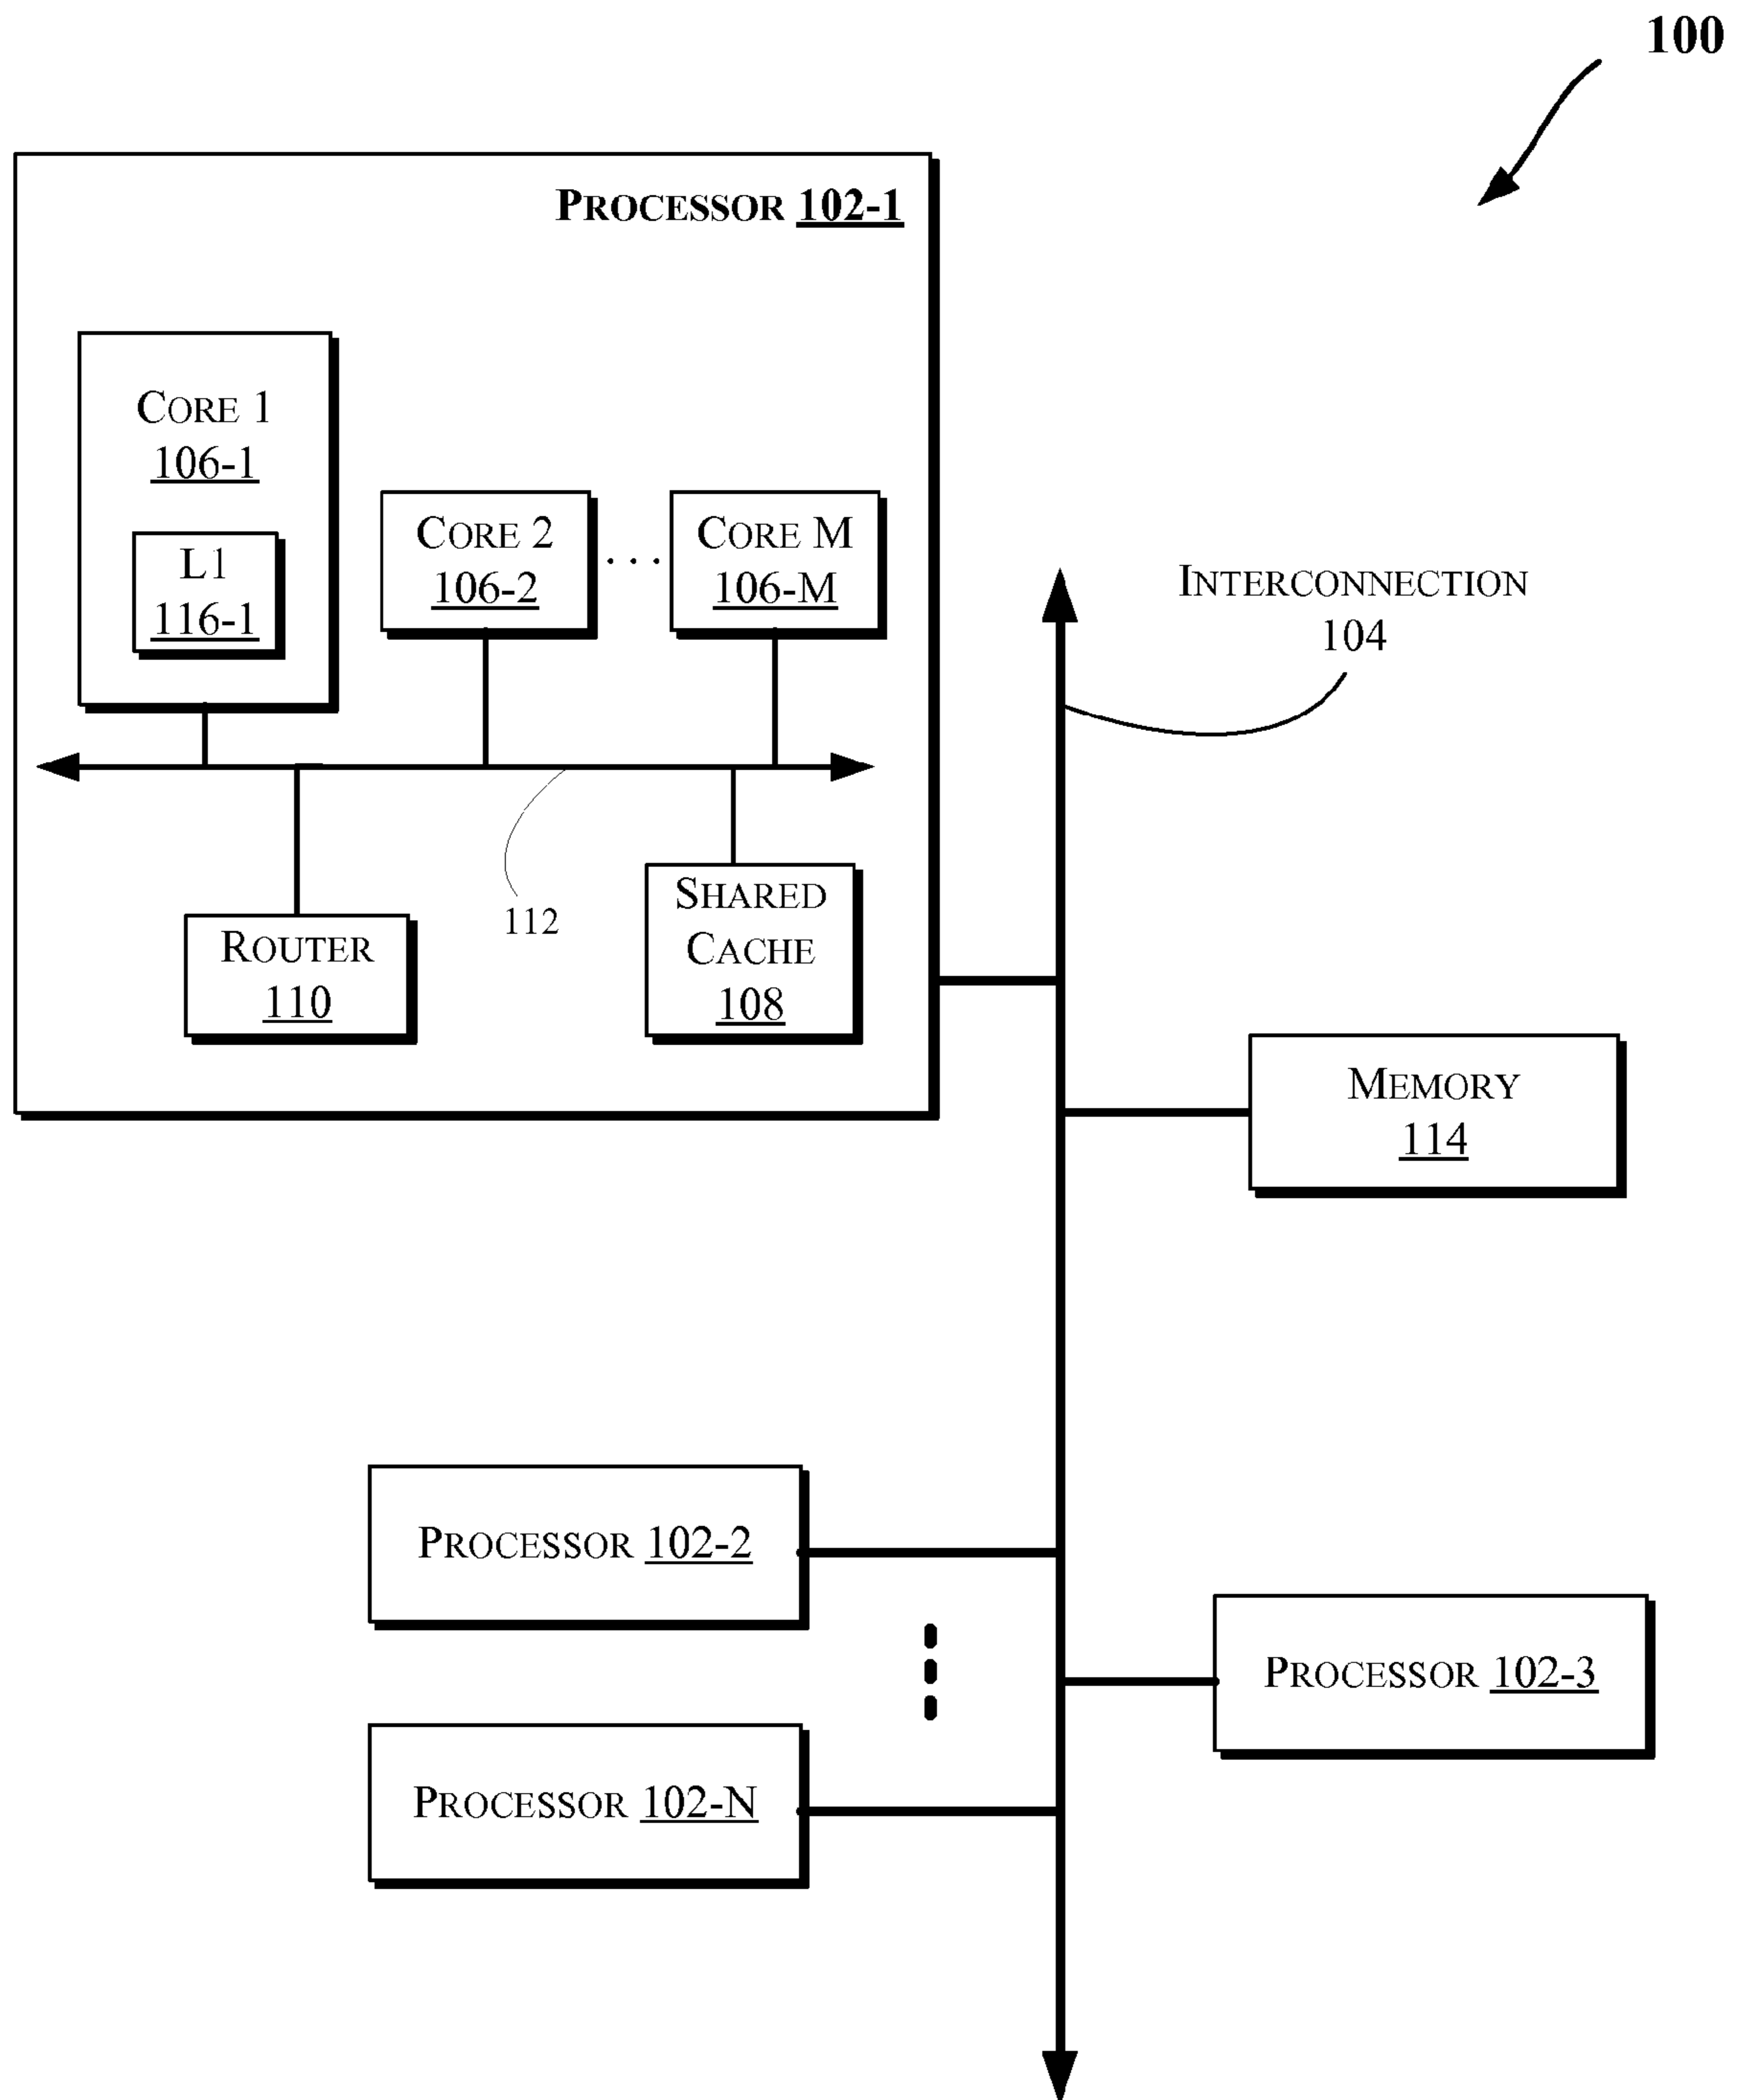 100
PROCESSOR 102-1
CORE 1
106-1
L1
116-1
CORE 2
106-2
. . .
CORE M
106-M
112
ROUTER
110
SHARED
CACHE
108
INTERCONNECTION
104
MEMORY
114
PROCESSOR 102-2
PROCESSOR 102-3
PROCESSOR 102-N